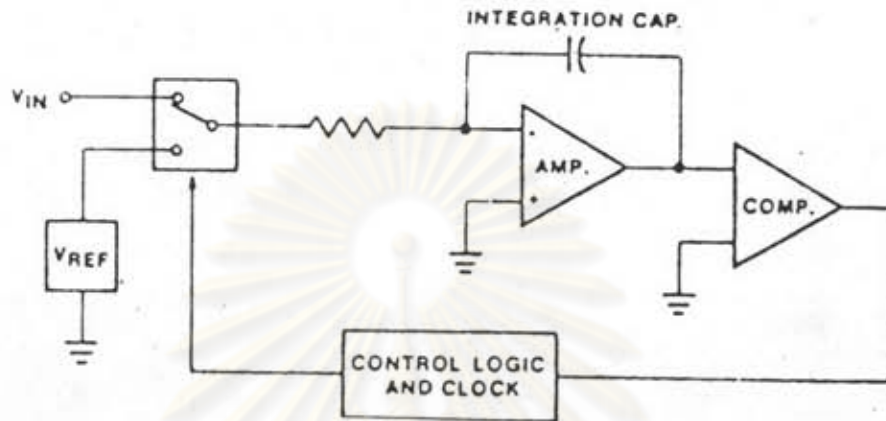 INTEGRATION CAP.
VIN
-
AMP.
+
COMP.
VREF
CONTROL LOGIC
AND CLOCK